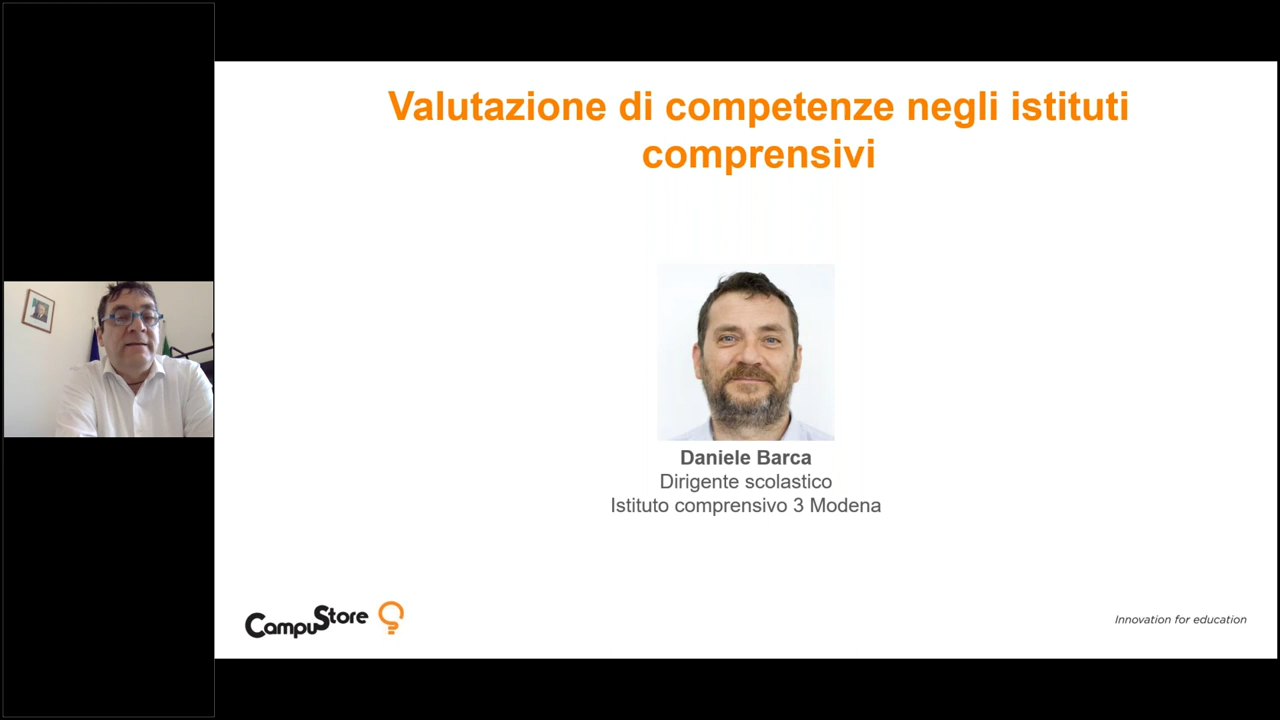 Valutazione di competenze negli istituti
comprensivi
Daniele Barca
Dirigente scolastico
Istituto comprensivo 3 Modena
CampuStore
Innovation for education